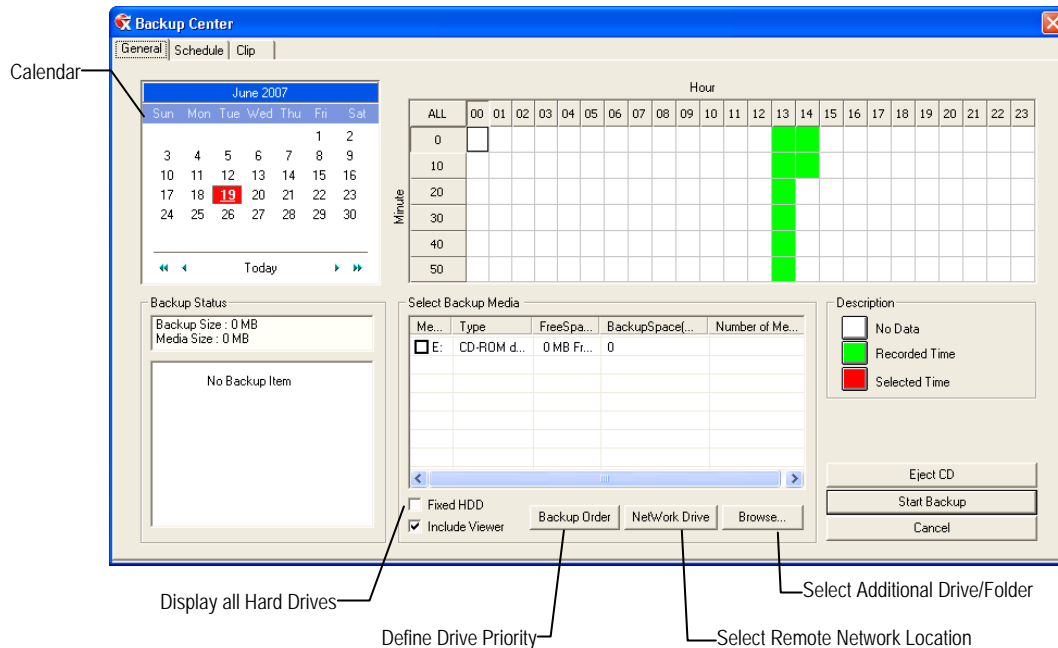 Backup Center
General Schedule Clip
Calendar
June 2007
Sun Mon Tue Wed Thu Fri Sat
1 2
3 4 5 6 7 8 9
10 11 12 13 14 15 16
17 18 19 20 21 22 23
24 25 26 27 28 29 30
Today
Hour
ALL 00 01 02 03 04 05 06 07 08 09 10 11 12 13 14 15 16 17 18 19 20 21 22 23
Minute
0
10
20
30
40
50
Backup Status
Backup Size : 0 MB
Media Size : 0 MB
No Backup Item
Select Backup Media
Me... Type FreeSpa... BackupSpace(... Number of Me...
E: CD-ROM d... 0 MB Fr... 0
Fixed HDD
Include Viewer
Backup Order NetWork Drive Browse...
Description
No Data
Recorded Time
Selected Time
Eject CD
Start Backup
Cancel
Display all Hard Drives
Define Drive Priority
Select Remote Network Location
Select Additional Drive/Folder